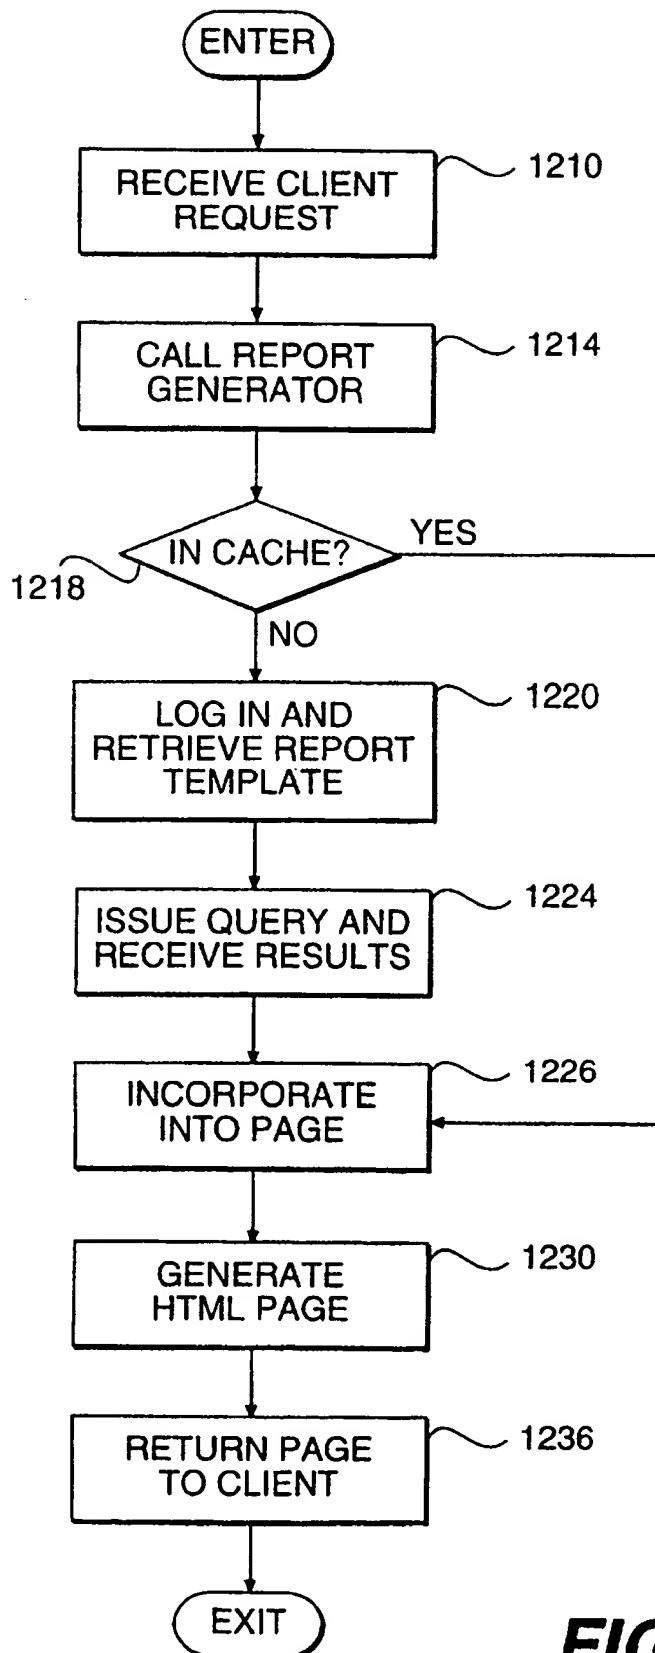 ENTER
RECEIVE CLIENT
REQUEST
1210
CALL REPORT
GENERATOR
1214
IN CACHE?
YES
1218
NO
LOG IN AND
RETRIEVE REPORT
TEMPLATE
1220
ISSUE QUERY AND
RECEIVE RESULTS
1224
INCORPORATE
INTO PAGE
1226
GENERATE
HTML PAGE
1230
RETURN PAGE
TO CLIENT
1236
EXIT
FIG